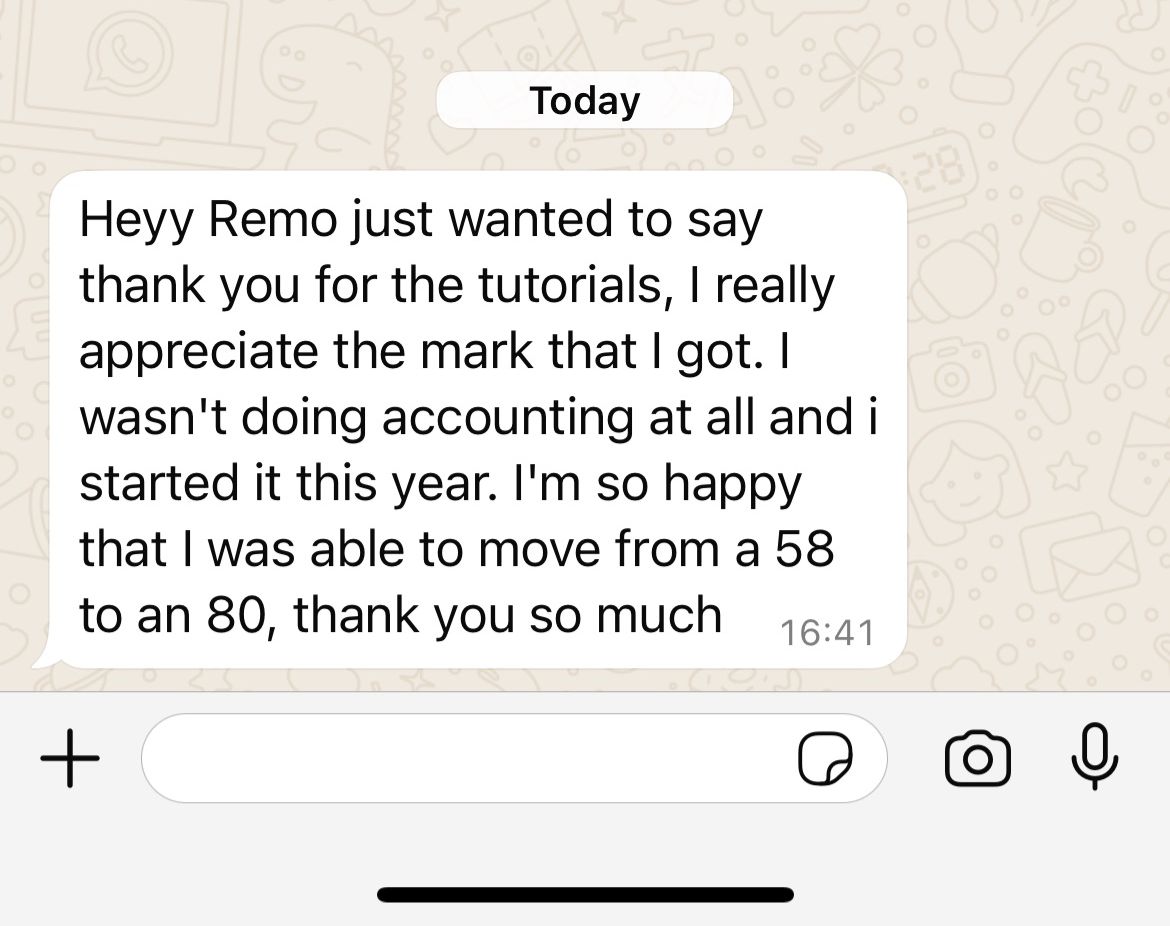 Today
Heyy Remo just wanted to say
thank you for the tutorials, I really
appreciate the mark that I got. I
wasn't doing accounting at all and i
started it this year. I'm so happy
that I was able to move from a 58
to an 80, thank you so much
16:41